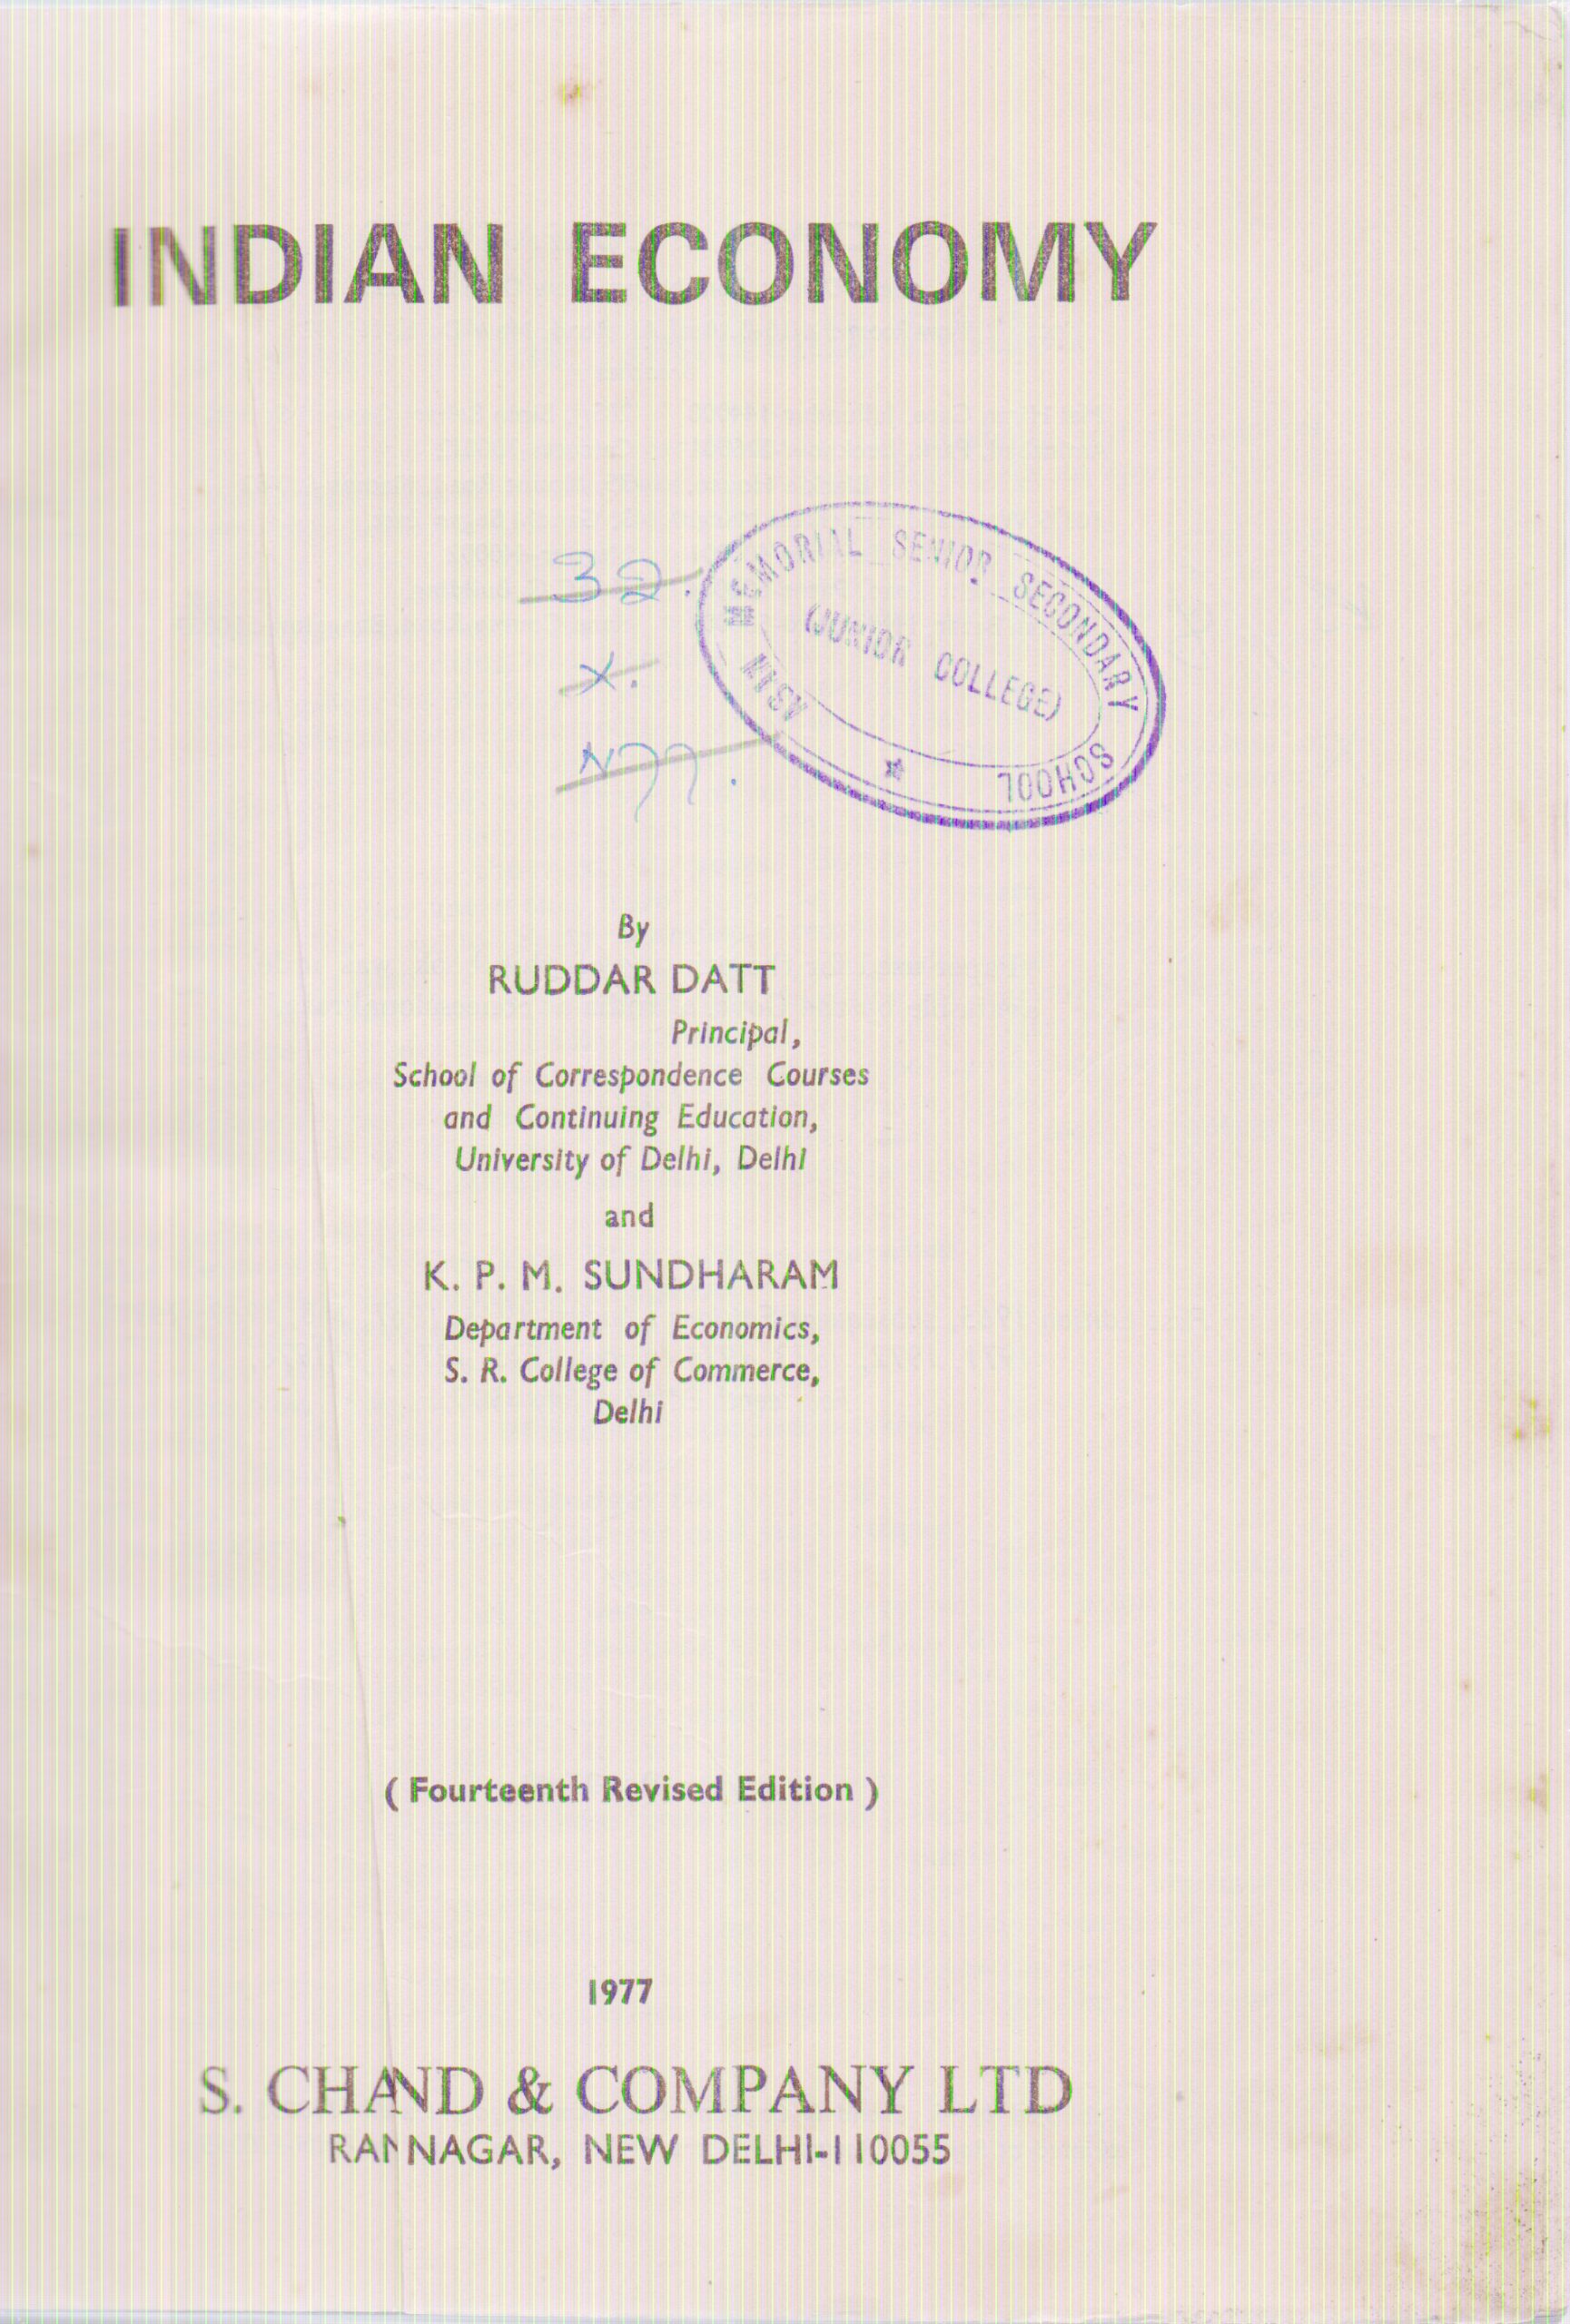 INDIAN ECONOMY
32.
X.
ASAN MEMORIAL SENIOR SECONDARY SCHOOL
(JUNIOR COLLEGE)
By
RUDDAR DATT
Principal,
School of Correspondence Courses
and Continuing Education,
University of Delhi, Delhi
and
K. P. M. SUNDHARAM
Department of Economics,
S. R. College of Commerce,
Delhi
( Fourteenth Revised Edition )
1977
S. CHAND & COMPANY LTD
RAMNAGAR, NEW DELHI-110055